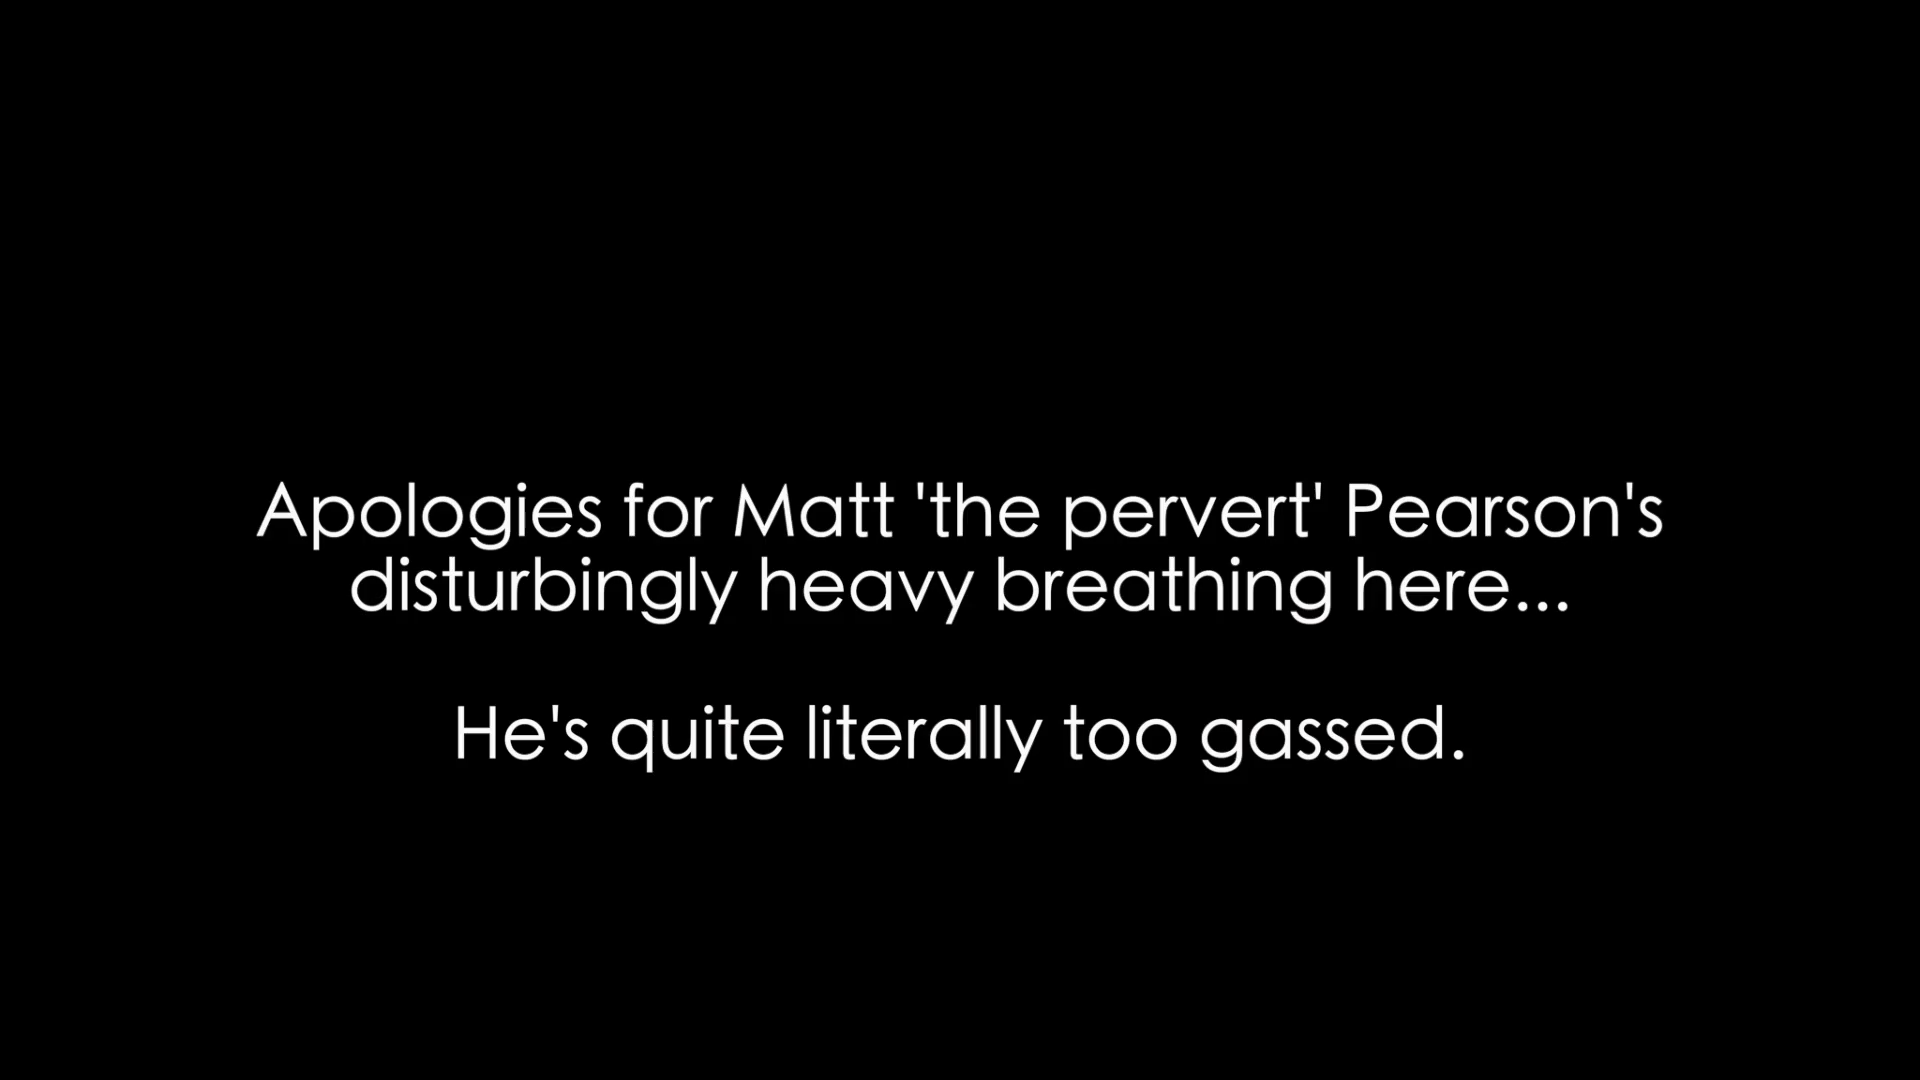 Apologies for Matt 'the pervert' Pearson's
disturbingly heavy breathing here...
He's quite literally too gassed.